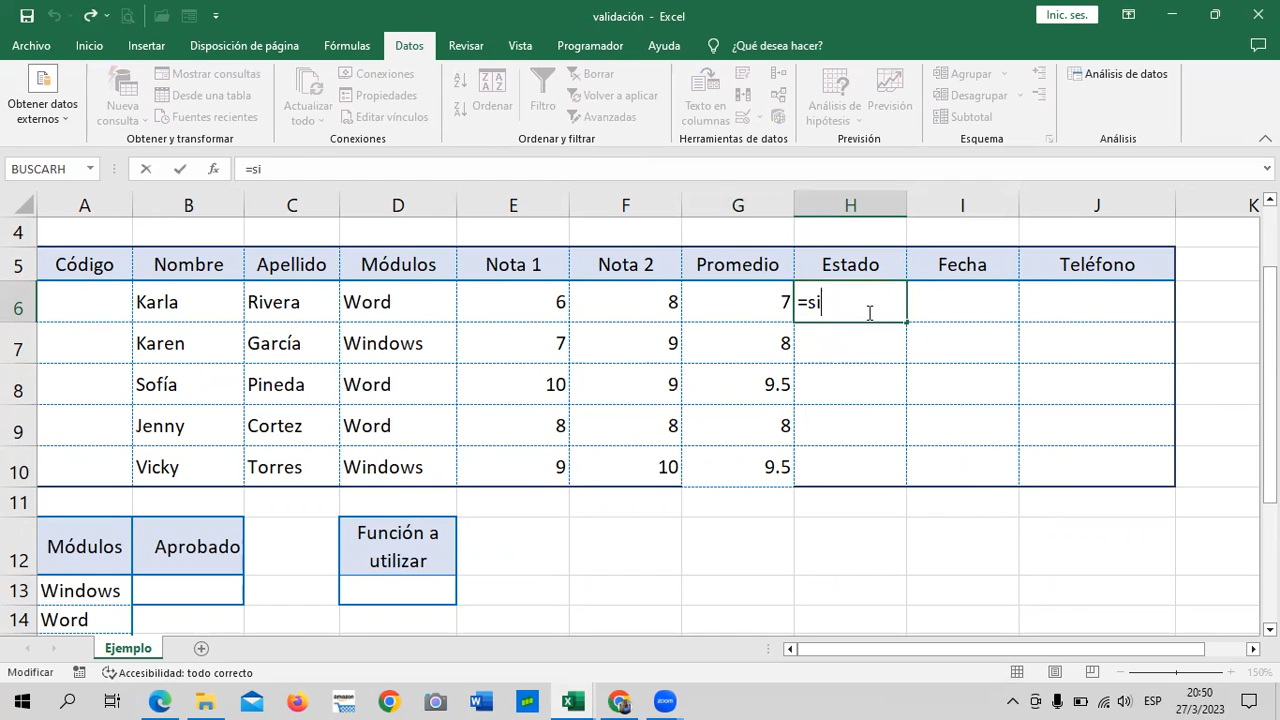 validación - Excel
Inic. ses.
Archivo Inicio Insertar Disposición de página Fórmulas Datos Revisar Vista Programador Ayuda ¿Qué desea hacer?
Obtener datos externos
Nueva consulta
Mostrar consultas
Desde una tabla
Fuentes recientes
Obtener y transformar
Actualizar todo
Conexiones
Propiedades
Editar vínculos
Conexiones
Ordenar
Filtro
Borrar
Volver a aplicar
Avanzadas
Ordenar y filtrar
Texto en columnas
Herramientas de datos
Análisis de hipótesis
Previsión
Previsión
Agrupar
Desagrupar
Subtotal
Esquema
Análisis de datos
Análisis
BUSCARH =si
A B C D E F G H I J K
4
5 Código Nombre Apellido Módulos Nota 1 Nota 2 Promedio Estado Fecha Teléfono
6 Karla Rivera Word 6 8 7 =si
7 Karen García Windows 7 9 8
8 Sofía Pineda Word 10 9 9.5
9 Jenny Cortez Word 8 8 8
10 Vicky Torres Windows 9 10 9.5
11
12 Módulos Aprobado Función a utilizar
13 Windows
14 Word
Ejemplo
Modificar Accesibilidad: todo correcto 150%
ESP 20:50
27/3/2023